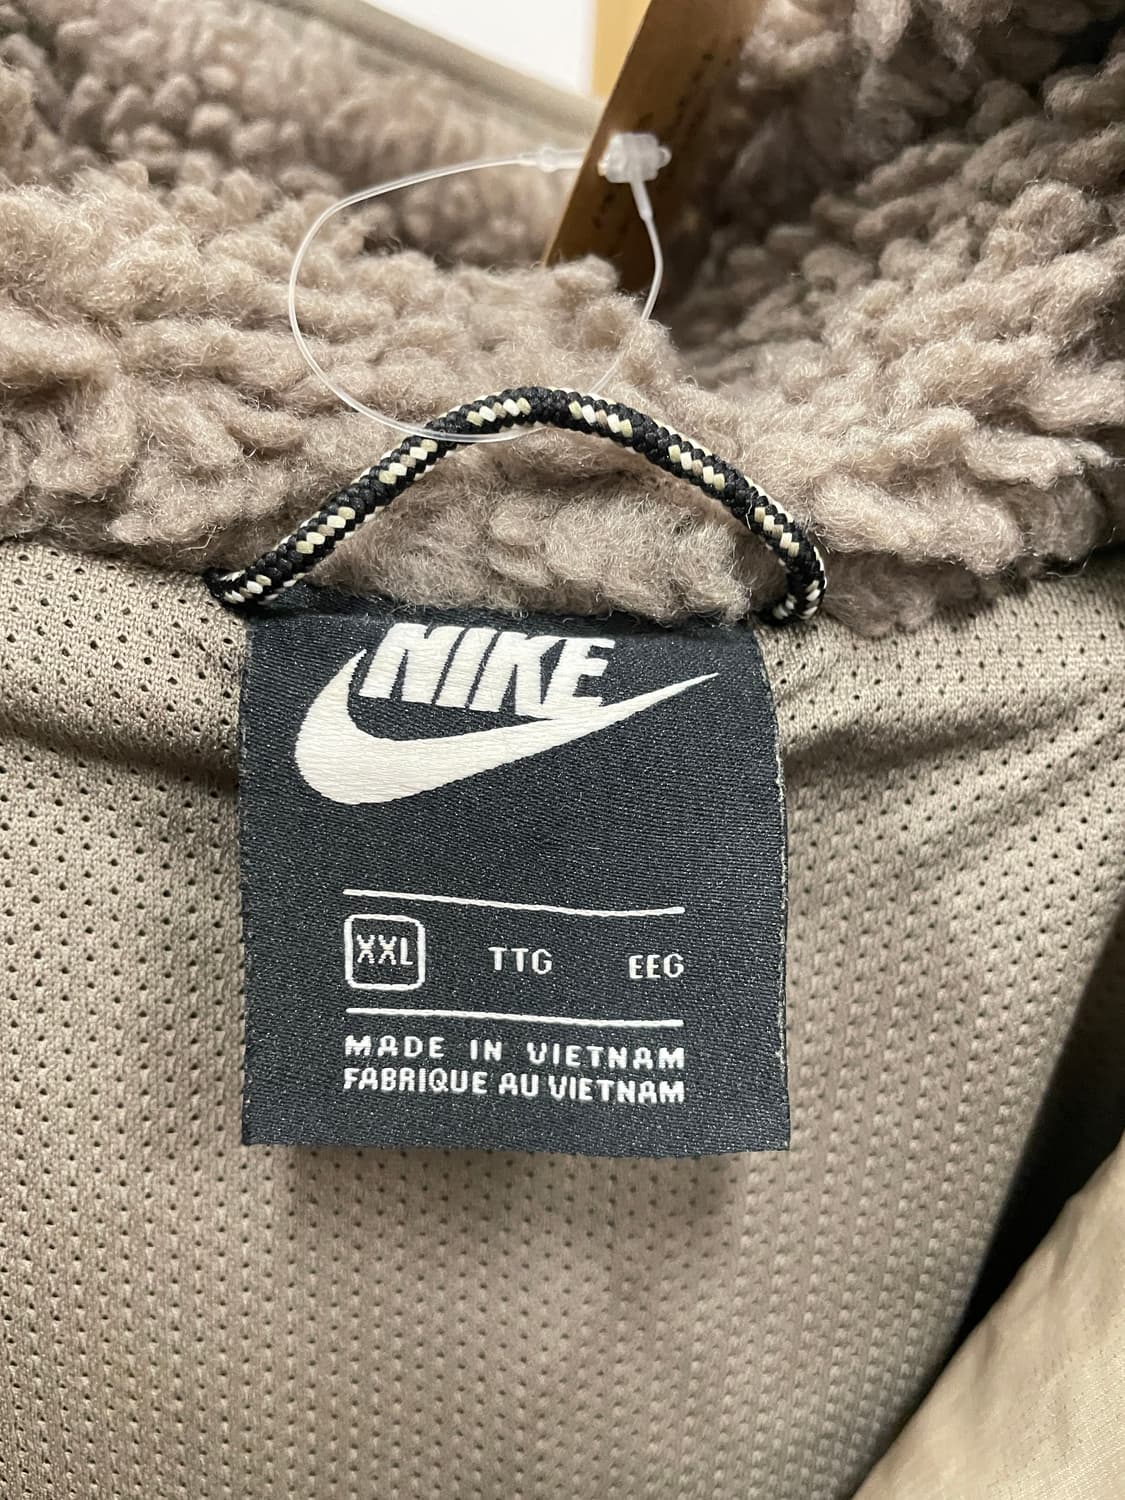 NIKE
XXL TTG EEG
MADE IN VIETNAM
FABRIQUE AU VIETNAM